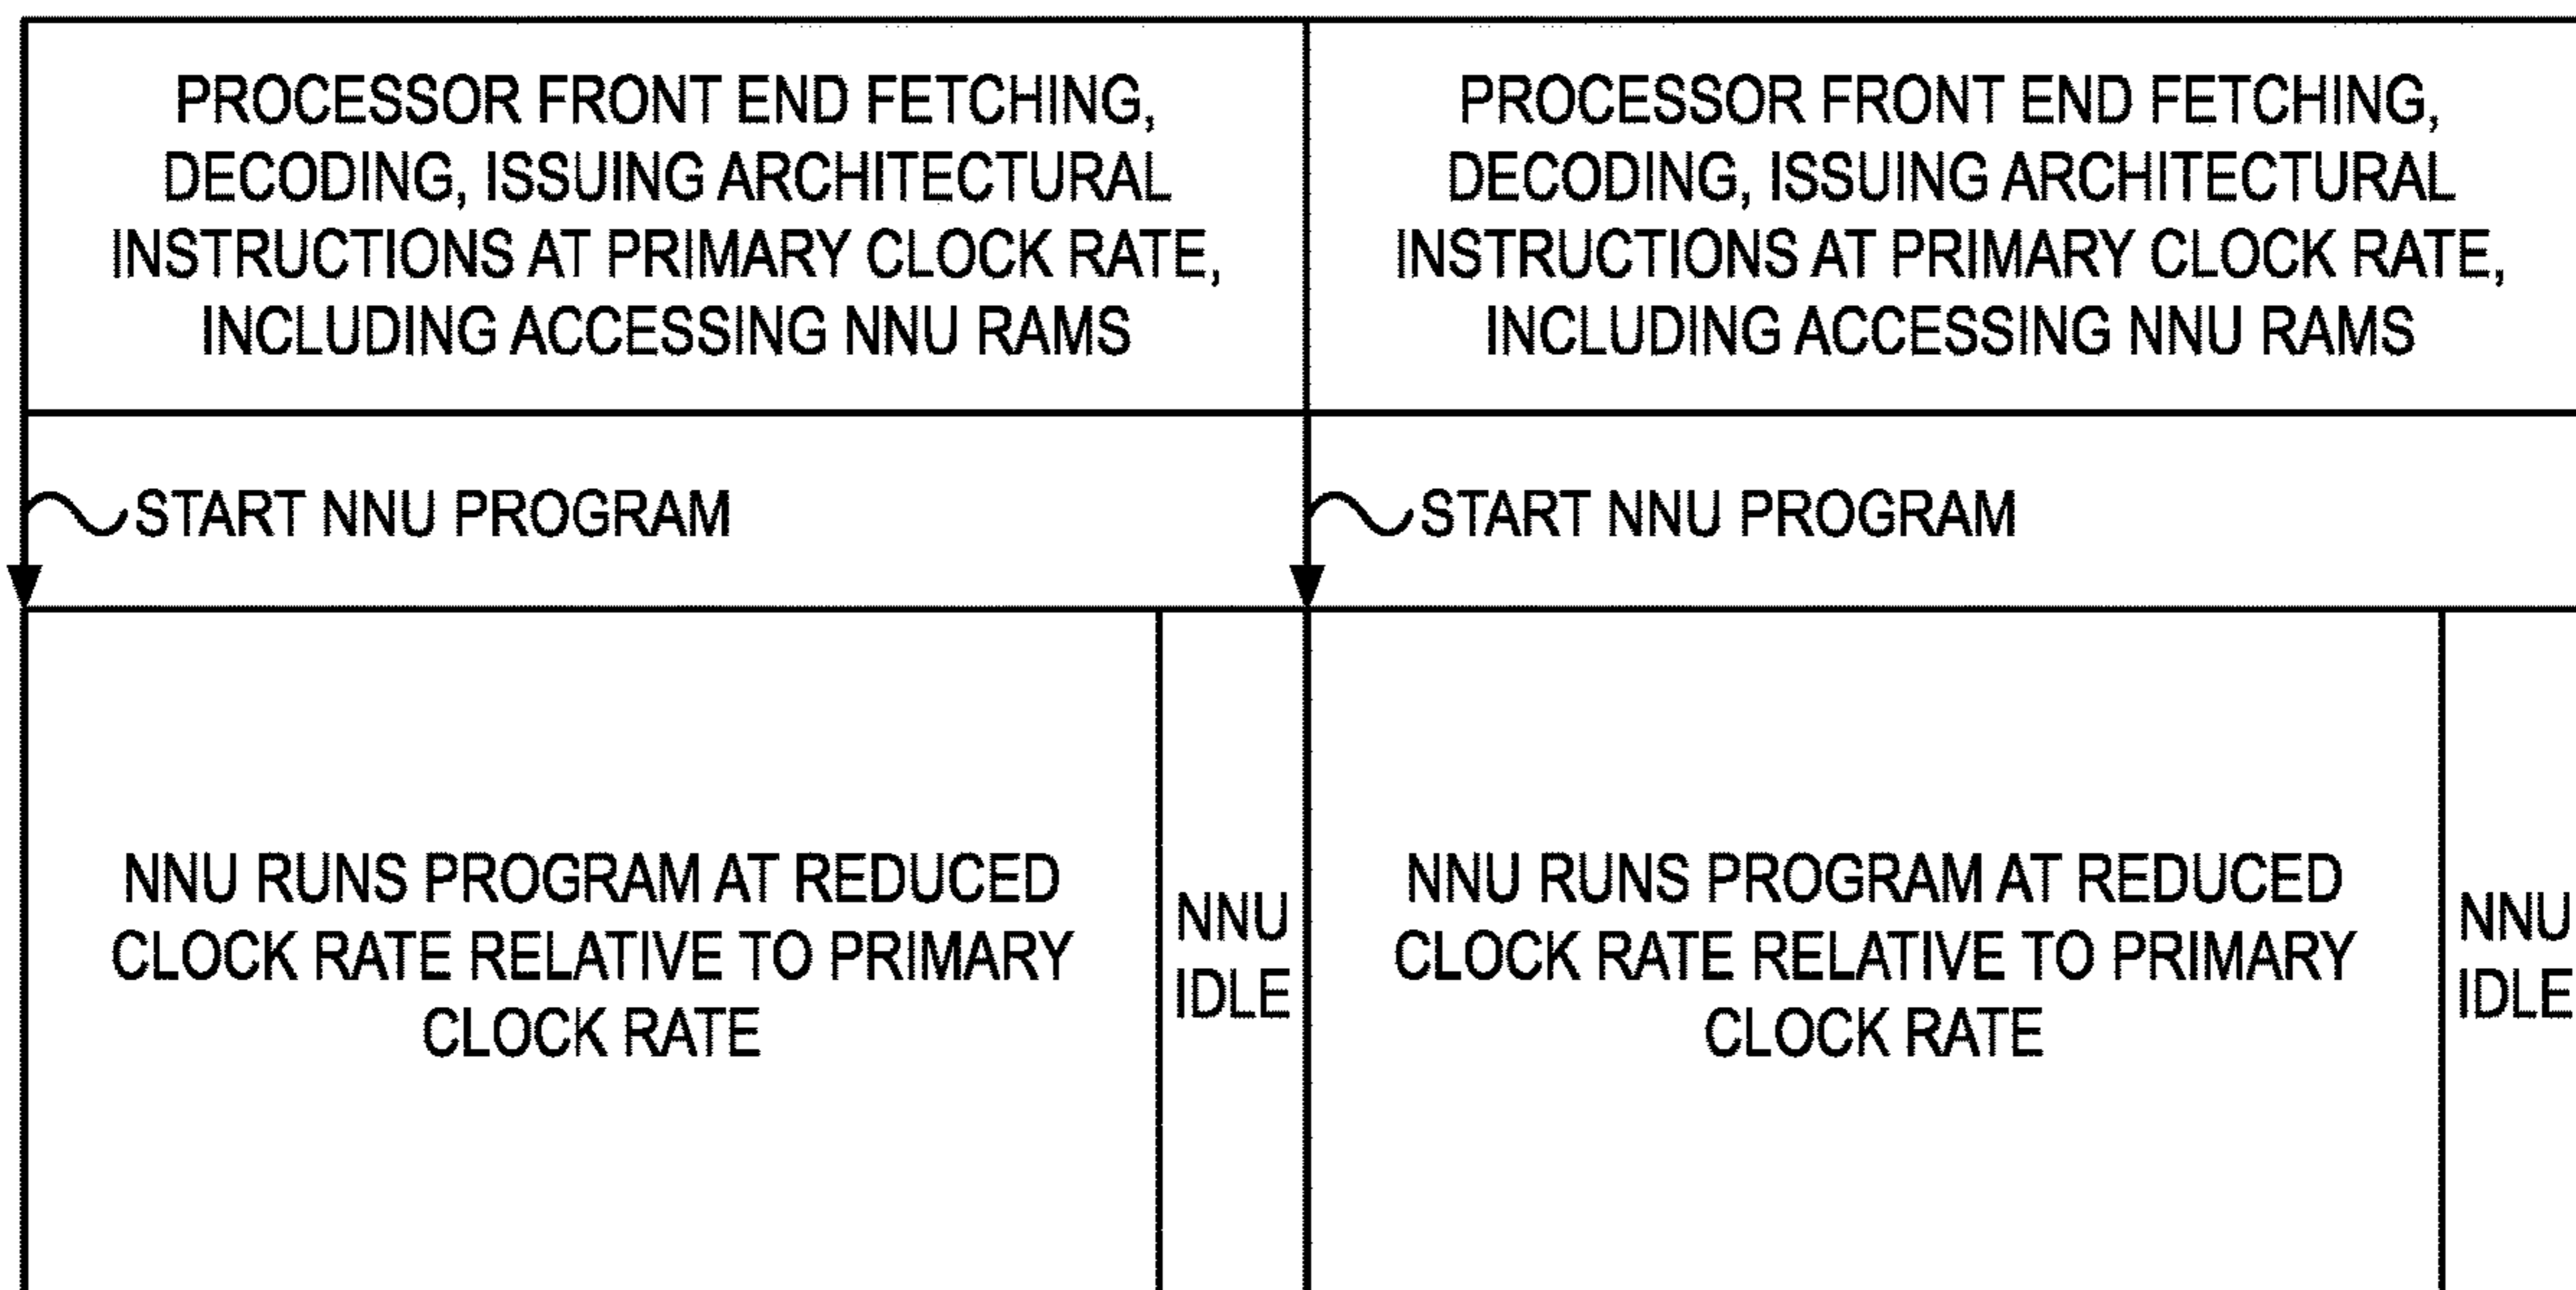 PROCESSOR FRONT END FETCHING,
DECODING, ISSUING ARCHITECTURAL
INSTRUCTIONS AT PRIMARY CLOCK RATE,
INCLUDING ACCESSING NNU RAMS
PROCESSOR FRONT END FETCHING,
DECODING, ISSUING ARCHITECTURAL
INSTRUCTIONS AT PRIMARY CLOCK RATE,
INCLUDING ACCESSING NNU RAMS
START NNU PROGRAM
START NNU PROGRAM
NNU RUNS PROGRAM AT REDUCED
CLOCK RATE RELATIVE TO PRIMARY
CLOCK RATE
NNU
IDLE
NNU RUNS PROGRAM AT REDUCED
CLOCK RATE RELATIVE TO PRIMARY
CLOCK RATE
NNU
IDLE